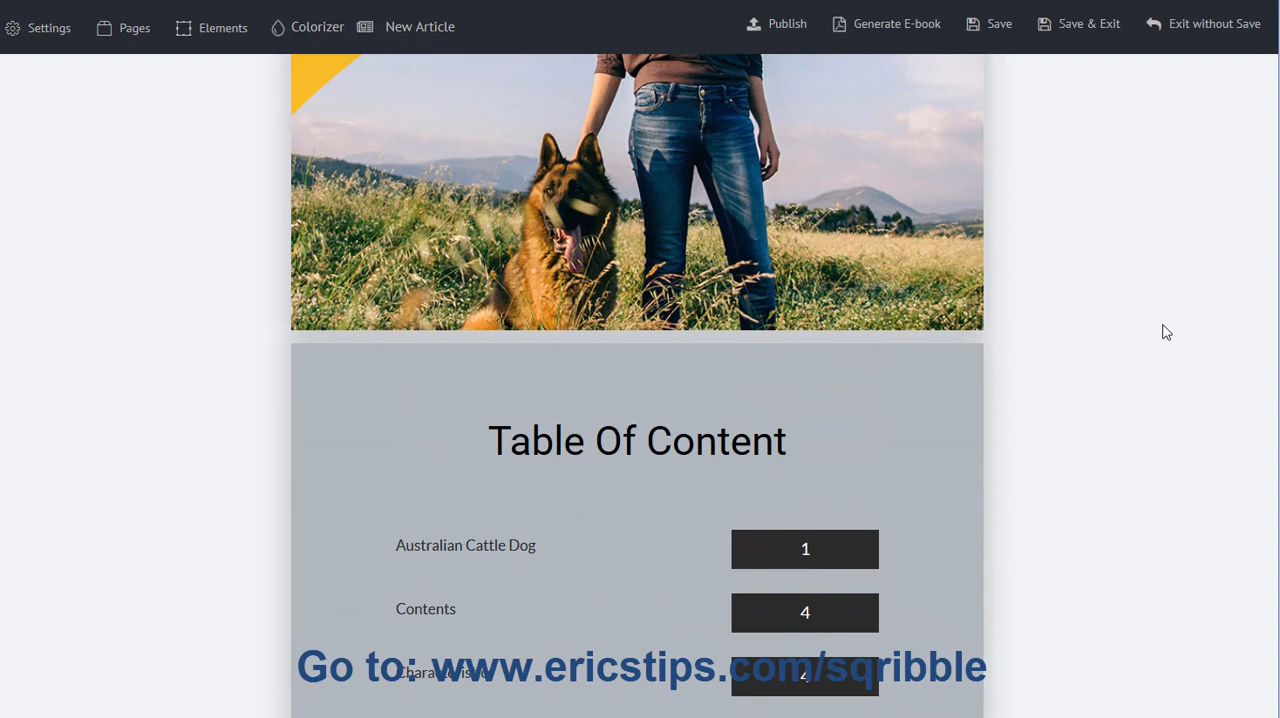 Settings Pages Elements Colorizer New Article Publish Generate E-book Save Save & Exit Exit without Save
Table Of Content
Australian Cattle Dog 1
Contents 4
4
Go to: www.ericstips.com/sqribble